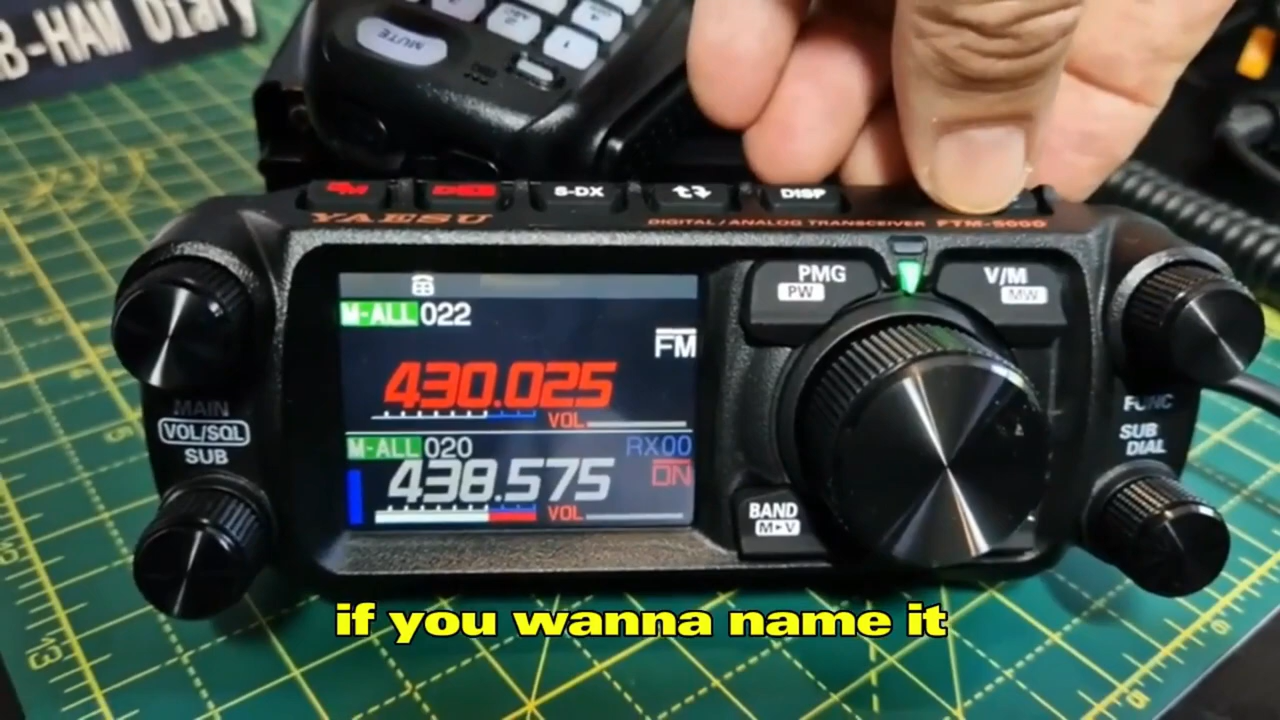 B-HAM Diary
MUTE
S-DX
DISP
YAESU
DIGITAL/ANALOG TRANSCEIVER
PMG
PW
V/M
MW
M-ALL 022
FM
430.025
VOL
M-ALL 020
RX00
438.575
DN
VOL
MAIN
VOL/SQL
SUB
BAND
M▶V
FUNC
SUB
DIAL
if you wanna name it